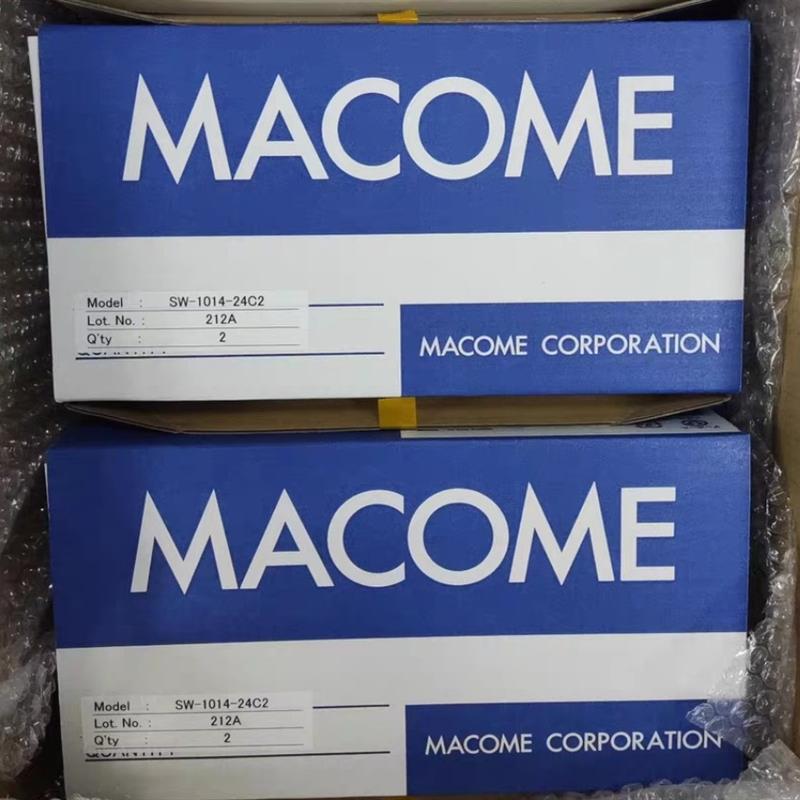 MACOME
Model : SW-1014-24C2
Lot. No. : 212A
Q'ty : 2
MACOME CORPORATION
MACOME
Model : SW-1014-24C2
Lot. No. : 212A
Q'ty : 2
MACOME CORPORATION